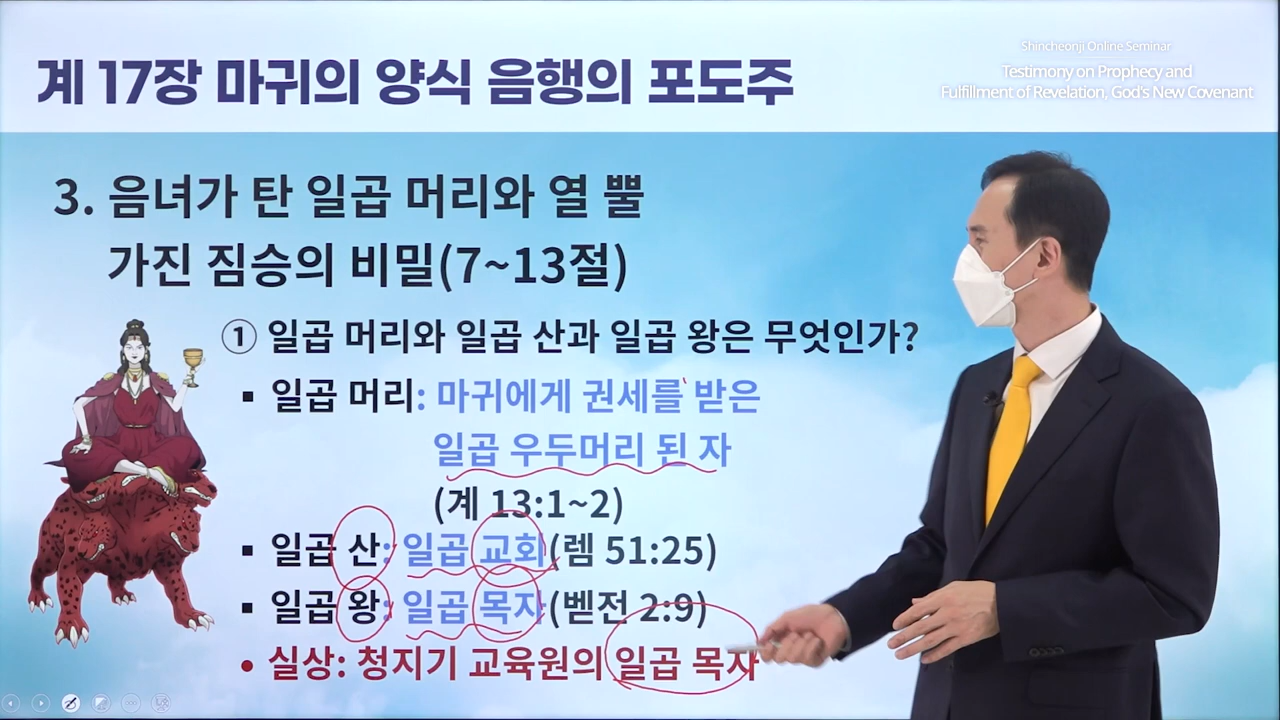 계 17장 마귀의 양식 음행의 포도주
Shincheonji Online Seminar
Testimony on Prophecy and
Fulfillment of Revelation, God's New Covenant
3. 음녀가 탄 일곱 머리와 열 뿔
가진 짐승의 비밀(7~13절)
① 일곱 머리와 일곱 산과 일곱 왕은 무엇인가?
▪ 일곱 머리: 마귀에게 권세를 받은
일곱 우두머리 된 자
(계 13:1~2)
▪ 일곱 산: 일곱 교회(렘 51:25)
▪ 일곱 왕: 일곱 목자(벧전 2:9)
• 실상: 청지기 교육원의 일곱 목자